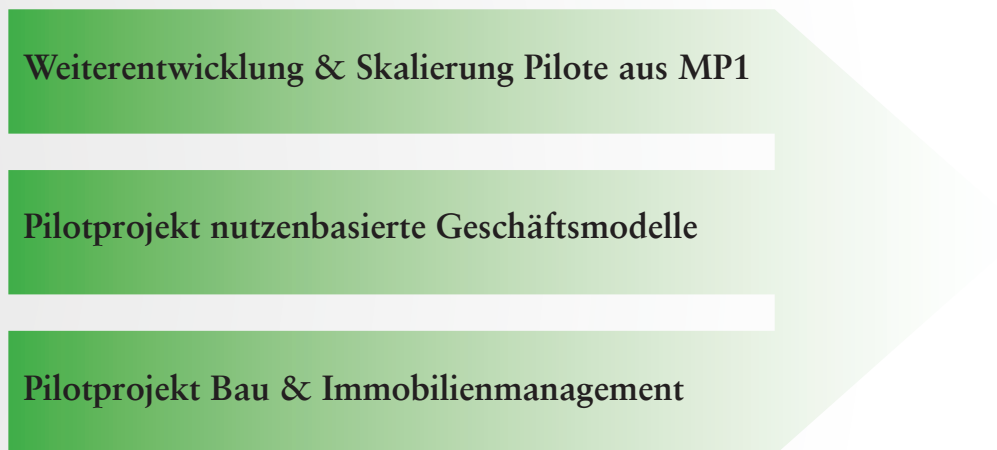 Weiterentwicklung & Skalierung Pilote aus MP1
Pilotprojekt nutzenbasierte Geschäftsmodelle
Pilotprojekt Bau & Immobilienmanagement